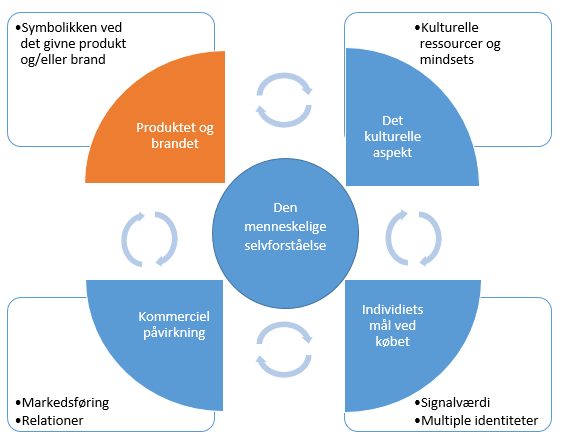 •Symbolikken ved
det givne produkt
og/eller brand
•Kulturelle
ressourcer og
mindsets
Produktet og
brandet
Det
kulturelle
aspekt
Den
menneskelige
selvforståelse
Kommerciel
påvirkning
Individiets
mål ved
købet
•Markedsføring
•Relationer
•Signalværdi
•Multiple identiteter